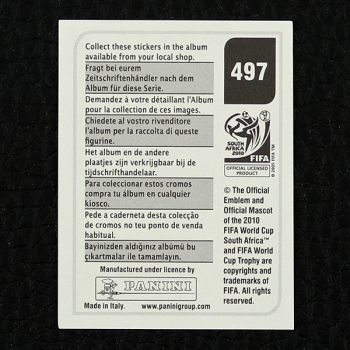 Collect these stickers in the album
available from your local shop.
Fragt bei eurem
Zeitschriftenhändler nach dem
Album für diese Serie.
Demandez à votre détaillant l'Album
pour la collection de ces images.
Chiedete al vostro rivenditore
l'album per la raccolta di queste
figurine.
Het album en de andere
plaatjes zijn verkrijgbaar bij de
tijdschrifthandelaar.
Para coleccionar estos cromos
compra tu álbum en cualquier
kiosco.
Pede a caderneta desta colecção
de cromos no teu ponto de venda
habitual.
Bayinizden aldığınız albümü bu
çıkartmalar ile tamamlayın.
Manufactured under licence by
PANINI
Made in Italy. www.paninigroup.com
497
SOUTH AFRICA
2010
FIFA
OFFICIAL LICENSED PRODUCT
© 2005 FIFA TM
© The Official
Emblem and
Official Mascot
of the 2010
FIFA World Cup
South Africa™
and FIFA World
Cup Trophy are
copyrights and
trademarks of
FIFA. All rights
reserved.